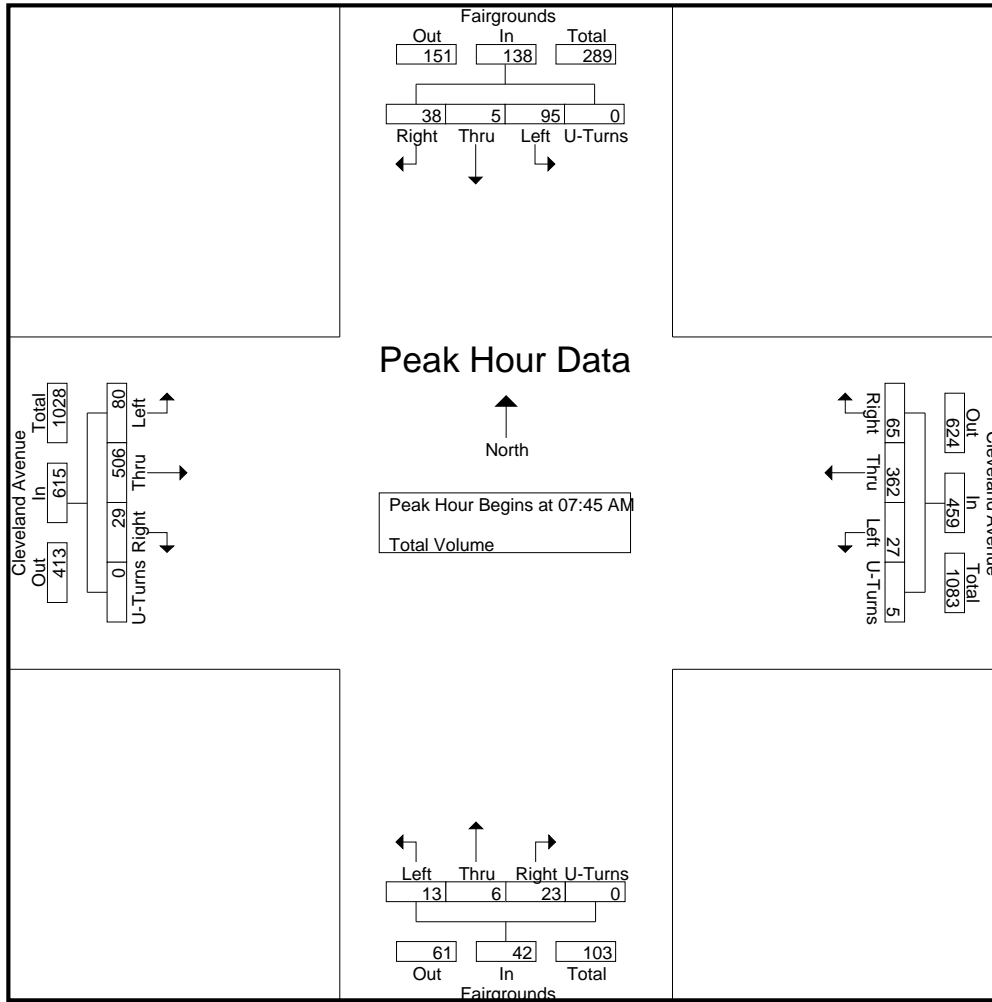 Fairgrounds
Out In Total
151 138 289
38 5 95 0
Right Thru Left U-Turns
Peak Hour Data
North
Peak Hour Begins at 07:45 AM
Total Volume
Cleveland Avenue
Total In Out
1028 615 413
80 506 29 0
Left Thru Right U-Turns
Cleveland Avenue
Out In Total
624 459 1083
65 362 27 5
Right Thru Left U-Turns
Left Thru Right U-Turns
13 6 23 0
61 42 103
Out In Total
Fairgrounds